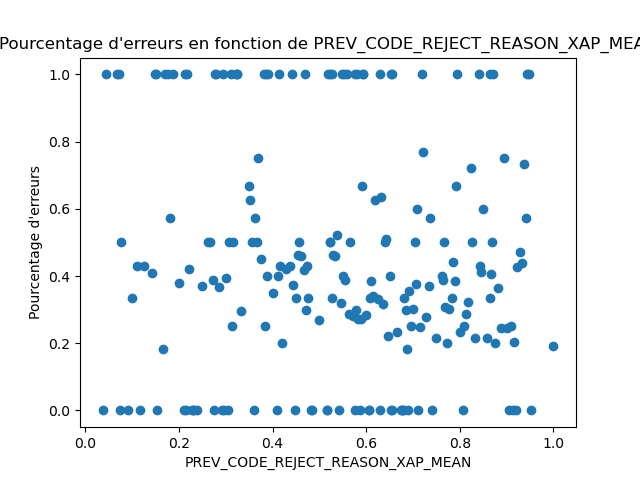 Pourcentage d'erreurs en fonction de PREV_CODE_REJECT_REASON_XAP_MEA
1.0
0.8
0.6
0.4
0.2
0.0
Pourcentage d'erreurs
0.0 0.2 0.4 0.6 0.8 1.0
PREV_CODE_REJECT_REASON_XAP_MEAN